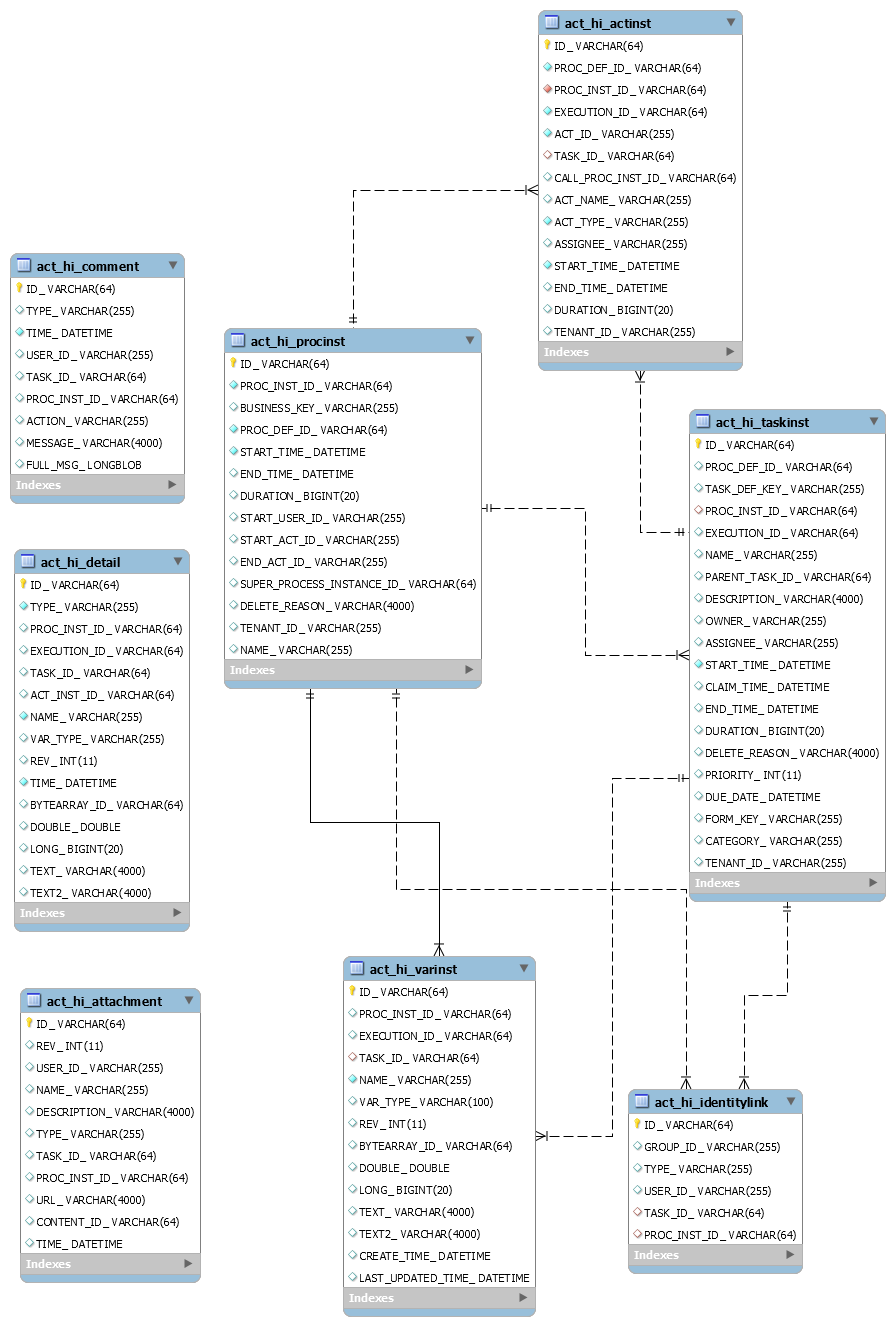 act_hi_actinst
ID_ VARCHAR(64)
PROC_DEF_ID_ VARCHAR(64)
PROC_INST_ID_ VARCHAR(64)
EXECUTION_ID_ VARCHAR(64)
ACT_ID_ VARCHAR(255)
TASK_ID_ VARCHAR(64)
CALL_PROC_INST_ID_ VARCHAR(64)
ACT_NAME_ VARCHAR(255)
ACT_TYPE_ VARCHAR(255)
ASSIGNEE_ VARCHAR(255)
START_TIME_ DATETIME
END_TIME_ DATETIME
DURATION_ BIGINT(20)
TENANT_ID_ VARCHAR(255)
Indexes
act_hi_comment
ID_ VARCHAR(64)
TYPE_ VARCHAR(255)
TIME_ DATETIME
USER_ID_ VARCHAR(255)
TASK_ID_ VARCHAR(64)
PROC_INST_ID_ VARCHAR(64)
ACTION_ VARCHAR(255)
MESSAGE_ VARCHAR(4000)
FULL_MSG_ LONGBLOB
Indexes
act_hi_procinst
ID_ VARCHAR(64)
PROC_INST_ID_ VARCHAR(64)
BUSINESS_KEY_ VARCHAR(255)
PROC_DEF_ID_ VARCHAR(64)
START_TIME_ DATETIME
END_TIME_ DATETIME
DURATION_ BIGINT(20)
START_USER_ID_ VARCHAR(255)
START_ACT_ID_ VARCHAR(255)
END_ACT_ID_ VARCHAR(255)
SUPER_PROCESS_INSTANCE_ID_ VARCHAR(64)
DELETE_REASON_ VARCHAR(4000)
TENANT_ID_ VARCHAR(255)
NAME_ VARCHAR(255)
Indexes
act_hi_taskinst
ID_ VARCHAR(64)
PROC_DEF_ID_ VARCHAR(64)
TASK_DEF_KEY_ VARCHAR(255)
PROC_INST_ID_ VARCHAR(64)
EXECUTION_ID_ VARCHAR(64)
NAME_ VARCHAR(255)
PARENT_TASK_ID_ VARCHAR(64)
DESCRIPTION_ VARCHAR(4000)
OWNER_ VARCHAR(255)
ASSIGNEE_ VARCHAR(255)
START_TIME_ DATETIME
CLAIM_TIME_ DATETIME
END_TIME_ DATETIME
DURATION_ BIGINT(20)
DELETE_REASON_ VARCHAR(4000)
PRIORITY_ INT(11)
DUE_DATE_ DATETIME
FORM_KEY_ VARCHAR(255)
CATEGORY_ VARCHAR(255)
TENANT_ID_ VARCHAR(255)
Indexes
act_hi_detail
ID_ VARCHAR(64)
TYPE_ VARCHAR(255)
PROC_INST_ID_ VARCHAR(64)
EXECUTION_ID_ VARCHAR(64)
TASK_ID_ VARCHAR(64)
ACT_INST_ID_ VARCHAR(64)
NAME_ VARCHAR(255)
VAR_TYPE_ VARCHAR(255)
REV_ INT(11)
TIME_ DATETIME
BYTEARRAY_ID_ VARCHAR(64)
DOUBLE_ DOUBLE
LONG_ BIGINT(20)
TEXT_ VARCHAR(4000)
TEXT2_ VARCHAR(4000)
Indexes
act_hi_attachment
ID_ VARCHAR(64)
REV_ INT(11)
USER_ID_ VARCHAR(255)
NAME_ VARCHAR(255)
DESCRIPTION_ VARCHAR(4000)
TYPE_ VARCHAR(255)
TASK_ID_ VARCHAR(64)
PROC_INST_ID_ VARCHAR(64)
URL_ VARCHAR(4000)
CONTENT_ID_ VARCHAR(64)
TIME_ DATETIME
Indexes
act_hi_varinst
ID_ VARCHAR(64)
PROC_INST_ID_ VARCHAR(64)
EXECUTION_ID_ VARCHAR(64)
TASK_ID_ VARCHAR(64)
NAME_ VARCHAR(255)
VAR_TYPE_ VARCHAR(100)
REV_ INT(11)
BYTEARRAY_ID_ VARCHAR(64)
DOUBLE_ DOUBLE
LONG_ BIGINT(20)
TEXT_ VARCHAR(4000)
TEXT2_ VARCHAR(4000)
CREATE_TIME_ DATETIME
LAST_UPDATED_TIME_ DATETIME
Indexes
act_hi_identitylink
ID_ VARCHAR(64)
GROUP_ID_ VARCHAR(255)
TYPE_ VARCHAR(255)
USER_ID_ VARCHAR(255)
TASK_ID_ VARCHAR(64)
PROC_INST_ID_ VARCHAR(64)
Indexes